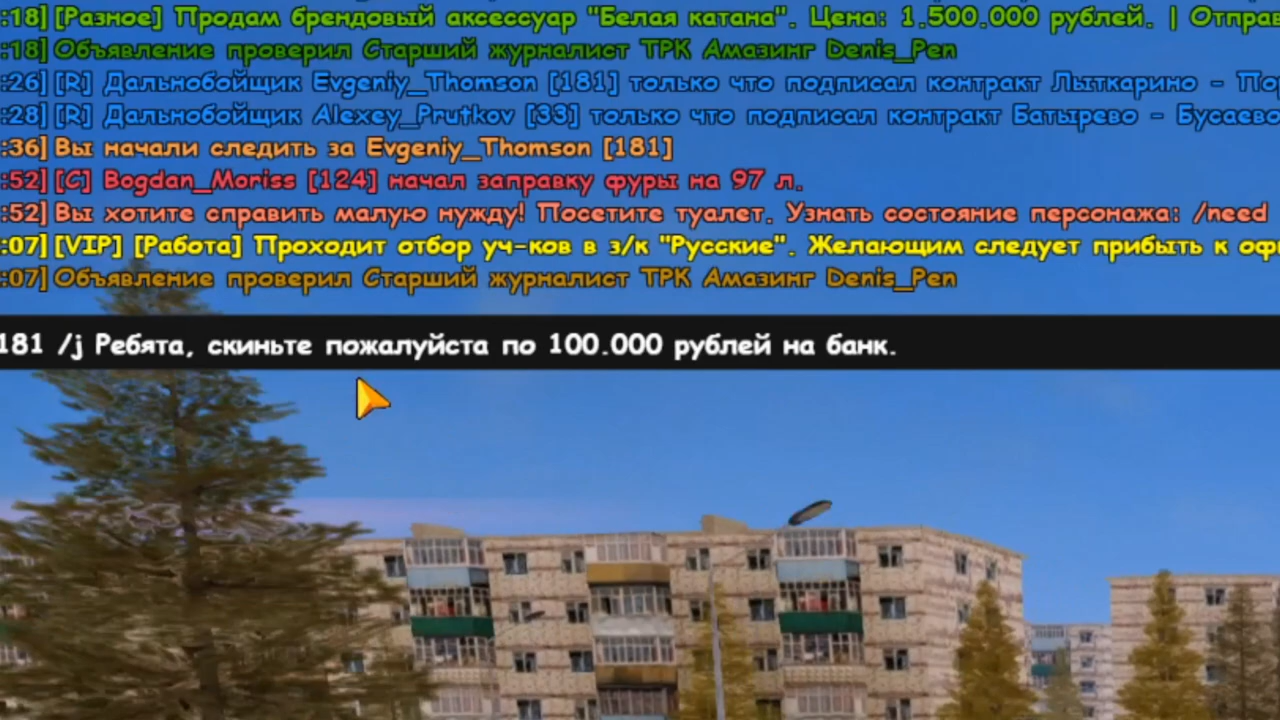 :18] [Разное] Продам брендовый аксессуар "Белая катана". Цена: 1.500.000 рублей. | Отправ
:18] Объявление проверил Старший журналист ТРК Амазинг Denis_Pen
:26] [R] Дальнобойщик Evgeniy_Thomson [181] только что подписал контракт Лыткарино - По
:28] [R] Дальнобойщик Alexey_Prutkov [33] только что подписал контракт Батырево - Бусаево
:36] Вы начали следить за Evgeniy_Thomson [181]
:52] [C] Bogdan_Moriss [124] начал заправку фуры на 97 л.
:52] Вы хотите справить малую нужду! Посетите туалет. Узнать состояние персонажа: /need
:07] [VIP] [Работа] Проходит отбор уч-ков в з/к "Русские". Желающим следует прибыть к оф
:07] Объявление проверил Старший журналист ТРК Амазинг Denis_Pen
181 /j Ребята, скиньте пожалуйста по 100.000 рублей на банк.